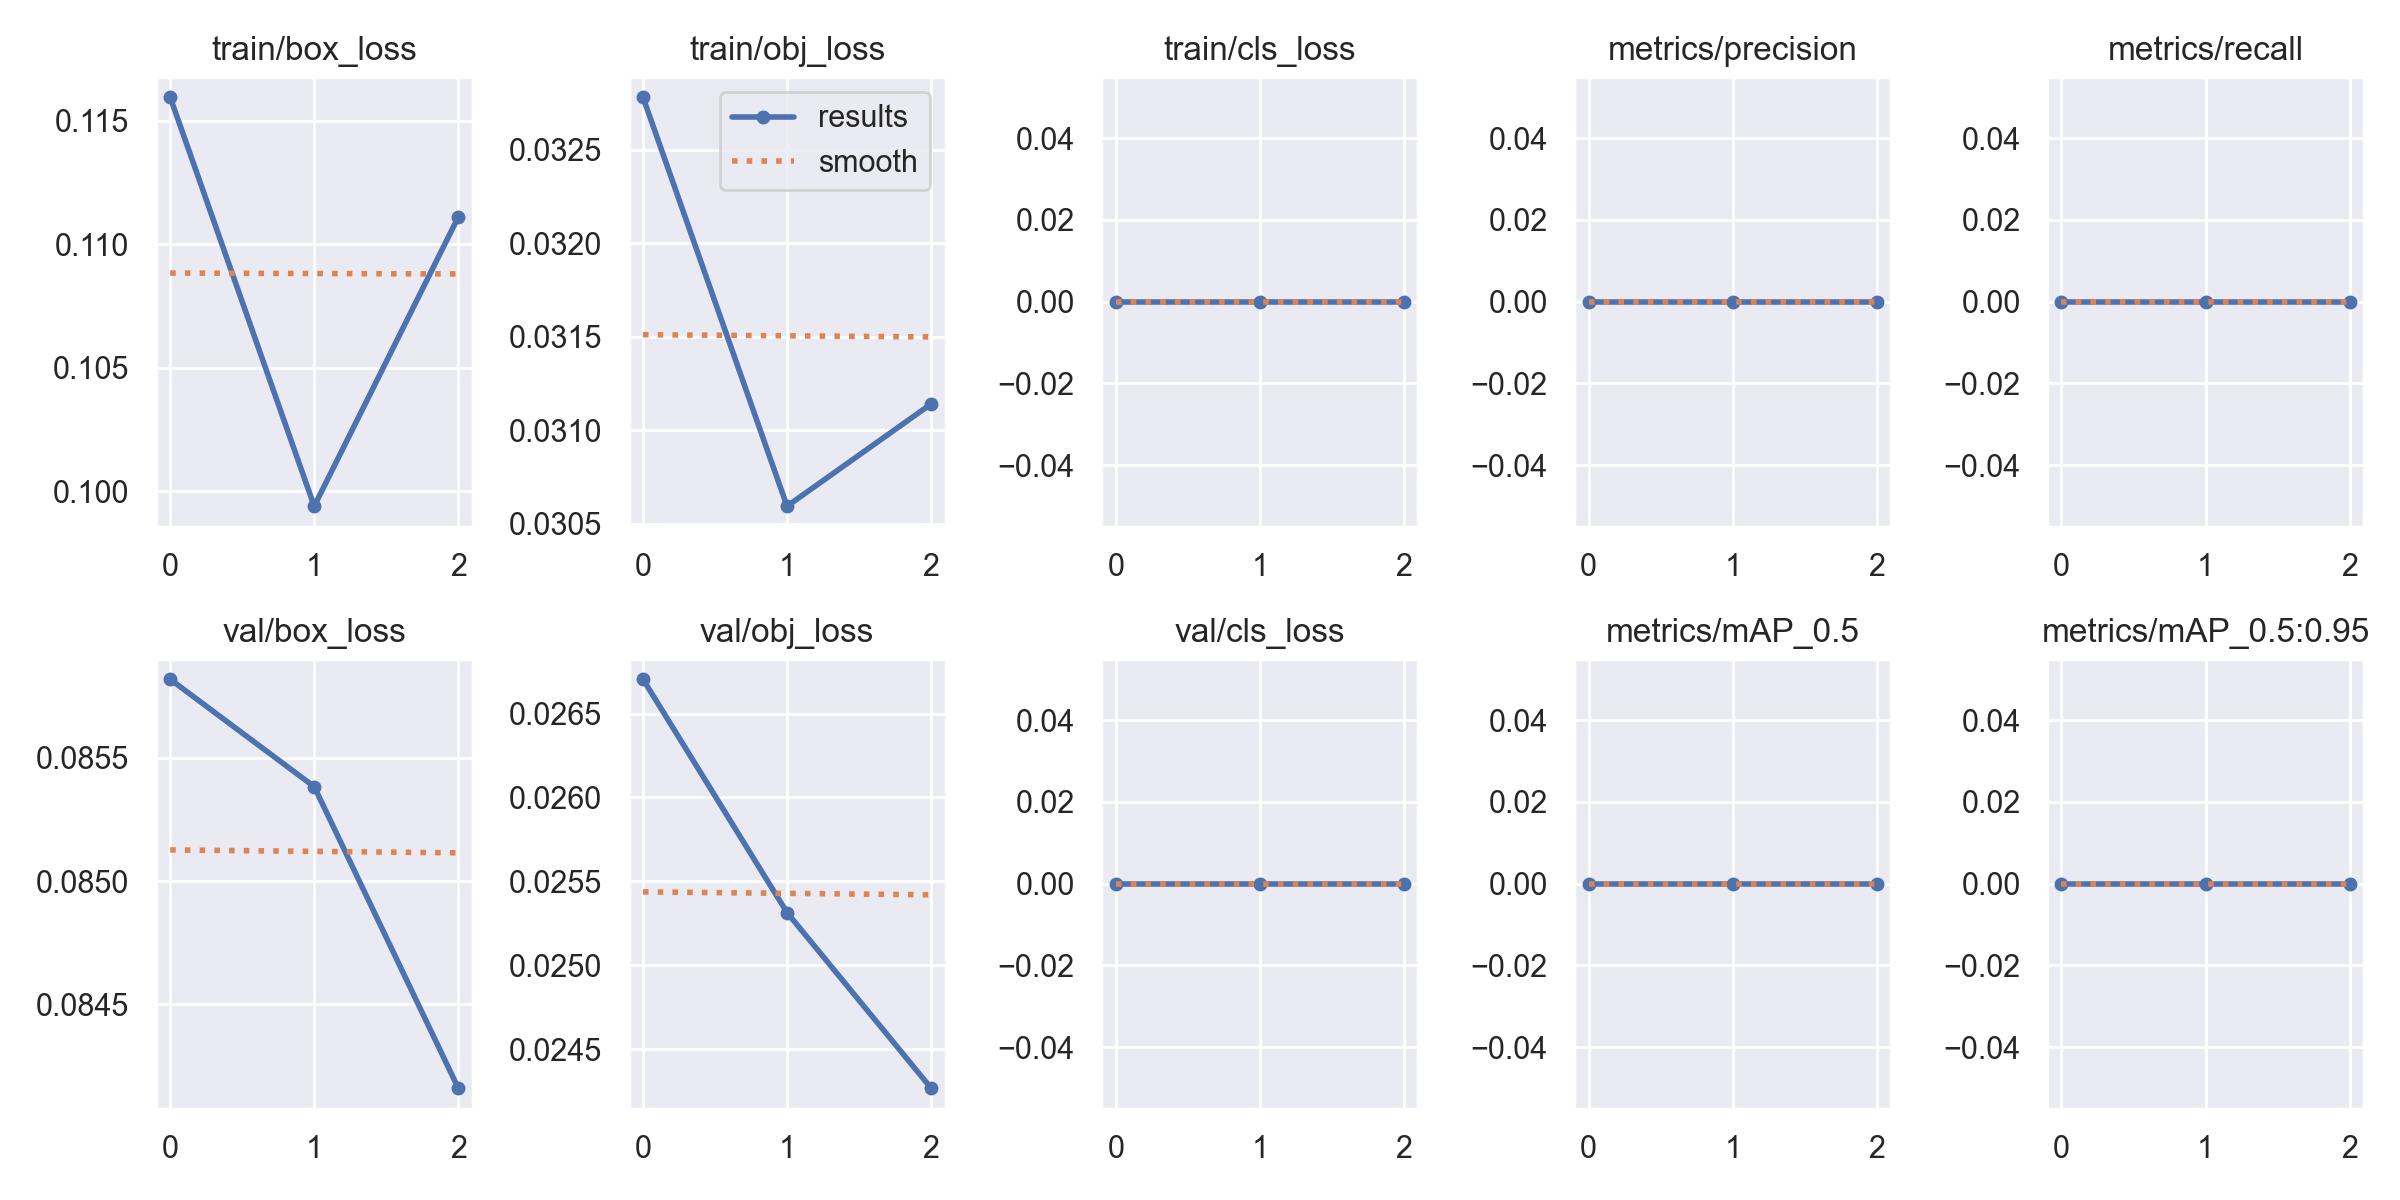 train/box_loss
0.115
0.110
0.105
0.100
0 1 2
train/obj_loss
results
smooth
0.0325
0.0320
0.0315
0.0310
0.0305
0 1 2
train/cls_loss
0.04
0.02
0.00
−0.02
−0.04
0 1 2
metrics/precision
0.04
0.02
0.00
−0.02
−0.04
0 1 2
metrics/recall
0.04
0.02
0.00
−0.02
−0.04
0 1 2
val/box_loss
0.0855
0.0850
0.0845
0 1 2
val/obj_loss
0.0265
0.0260
0.0255
0.0250
0.0245
0 1 2
val/cls_loss
0.04
0.02
0.00
−0.02
−0.04
0 1 2
metrics/mAP_0.5
0.04
0.02
0.00
−0.02
−0.04
0 1 2
metrics/mAP_0.5:0.95
0.04
0.02
0.00
−0.02
−0.04
0 1 2